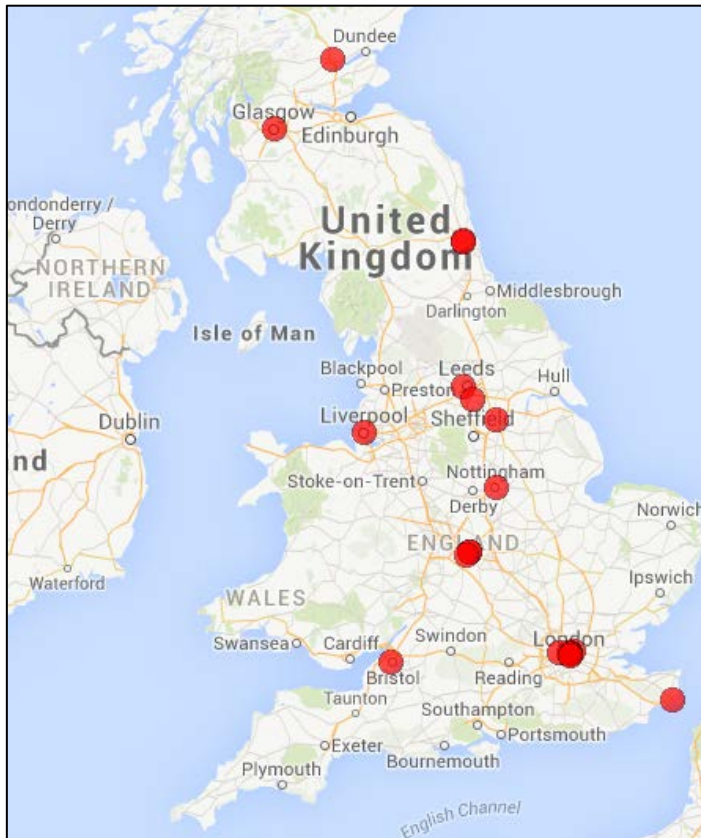 Dundee
Glasgow
Edinburgh
United
Kingdom
ondonderry /
Derry
NORTHERN
IRELAND
Middlesbrough
Darlington
Isle of Man
Blackpool
Leeds
Preston
Hull
Dublin
Liverpool
Sheffield
nd
Nottingham
Stoke-on-Trent
Derby
Norwich
ENGLAND
Waterford
WALES
Ipswich
Swansea
Cardiff
Swindon
London
Bristol
Reading
Taunton
Southampton
Portsmouth
Exeter
Bournemouth
Plymouth
English Channel